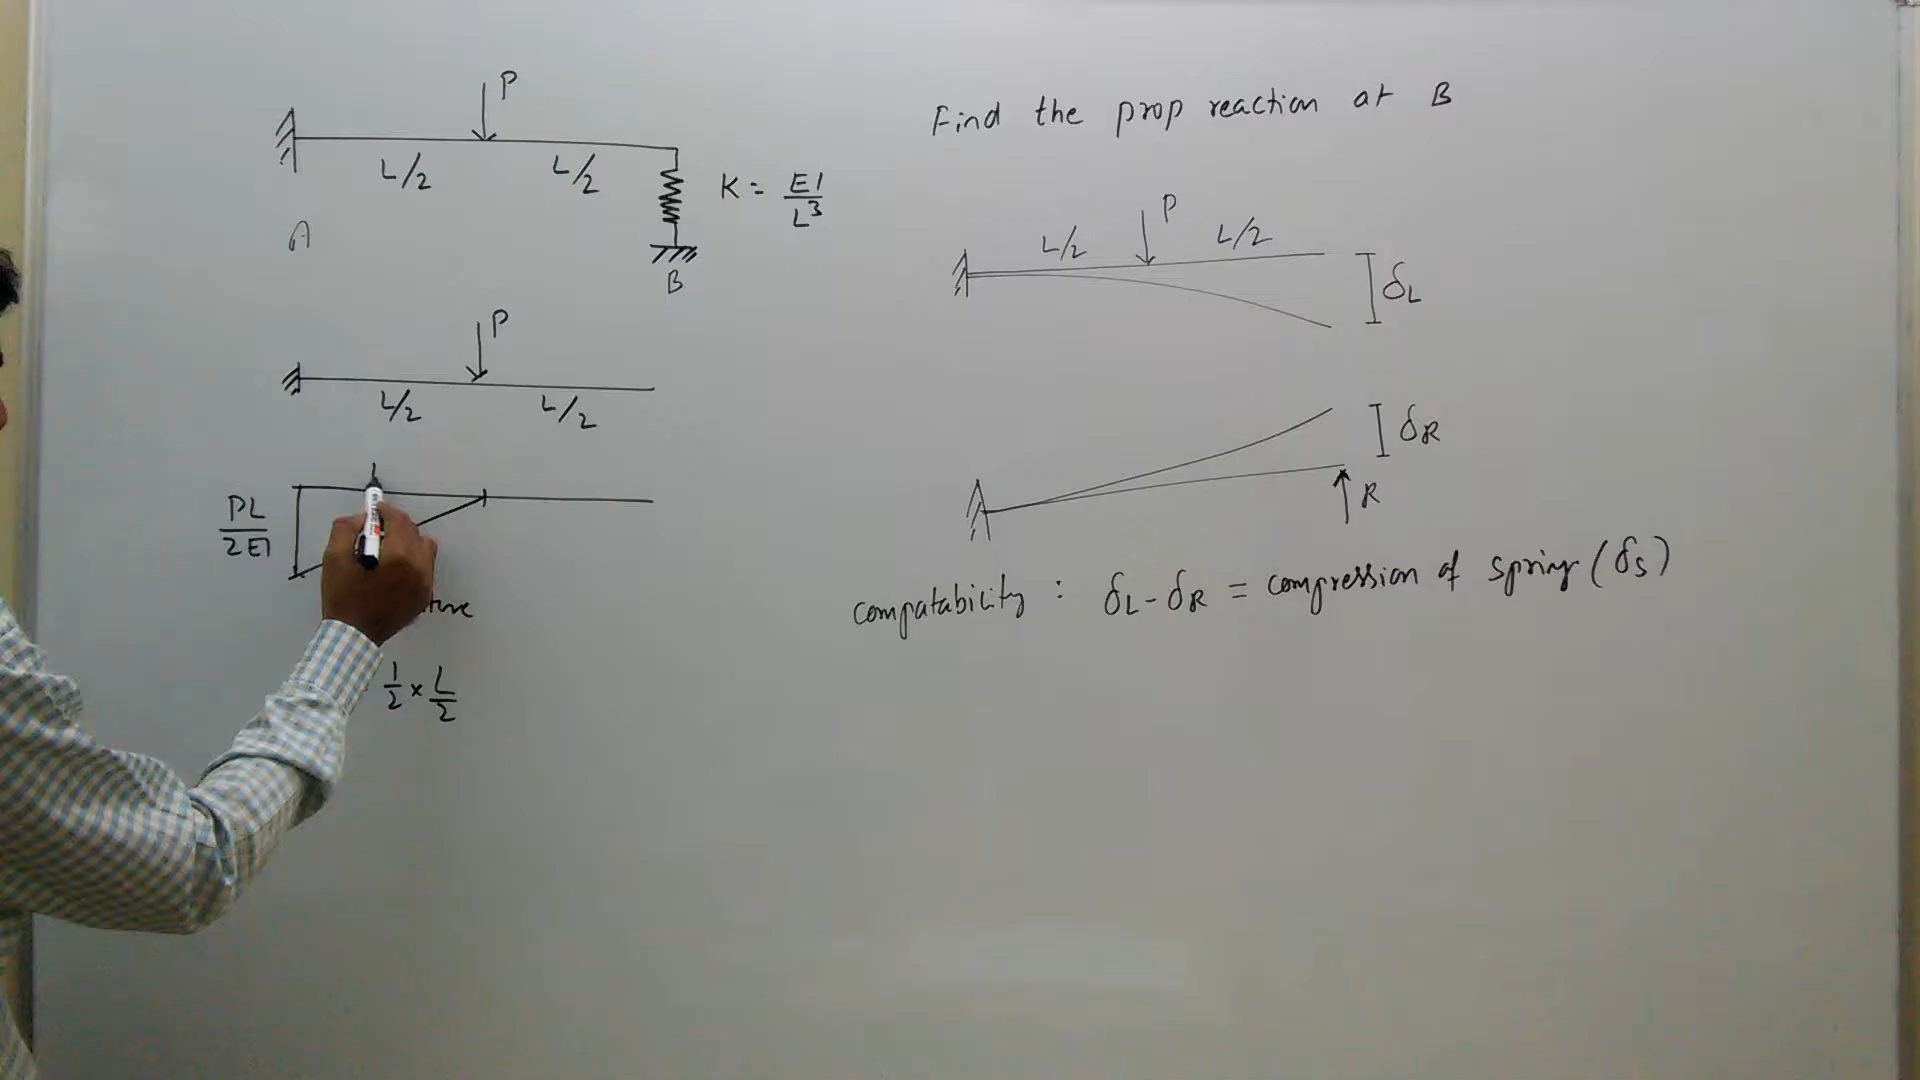 P
L/2 L/2
K = EI/L³
A
B
P
L/2 L/2
PL/2EI
1/2 × L/2
Find the prop reaction at B
P
L/2 L/2
δL
δR
R
compatability : δL - δR = compression of spring (δs)